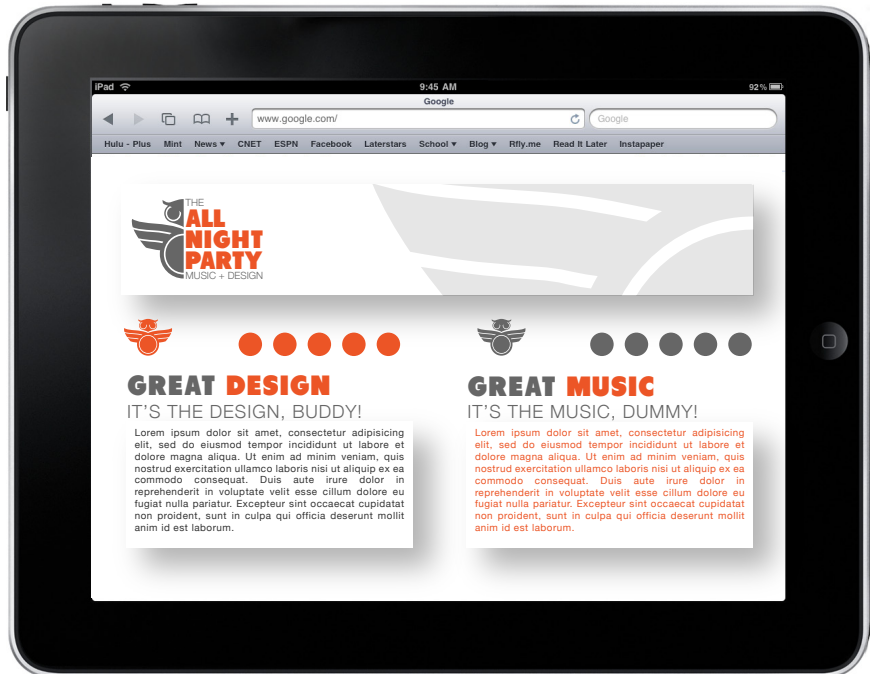 iPad 9:45 AM 92%
Google
www.google.com/ Google
Hulu - Plus Mint News CNET ESPN Facebook Laterstars School Blog Rfly.me Read It Later Instapaper
THE
ALL
NIGHT
PARTY
MUSIC + DESIGN
GREAT DESIGN
IT'S THE DESIGN, BUDDY!
Lorem ipsum dolor sit amet, consectetur adipisicing
elit, sed do eiusmod tempor incididunt ut labore et
dolore magna aliqua. Ut enim ad minim veniam, quis
nostrud exercitation ullamco laboris nisi ut aliquip ex ea
commodo consequat. Duis aute irure dolor in
reprehenderit in voluptate velit esse cillum dolore eu
fugiat nulla pariatur. Excepteur sint occaecat cupidatat
non proident, sunt in culpa qui officia deserunt mollit
anim id est laborum.
GREAT MUSIC
IT'S THE MUSIC, DUMMY!
Lorem ipsum dolor sit amet, consectetur adipisicing
elit, sed do eiusmod tempor incididunt ut labore et
dolore magna aliqua. Ut enim ad minim veniam, quis
nostrud exercitation ullamco laboris nisi ut aliquip ex ea
commodo consequat. Duis aute irure dolor in
reprehenderit in voluptate velit esse cillum dolore eu
fugiat nulla pariatur. Excepteur sint occaecat cupidatat
non proident, sunt in culpa qui officia deserunt mollit
anim id est laborum.